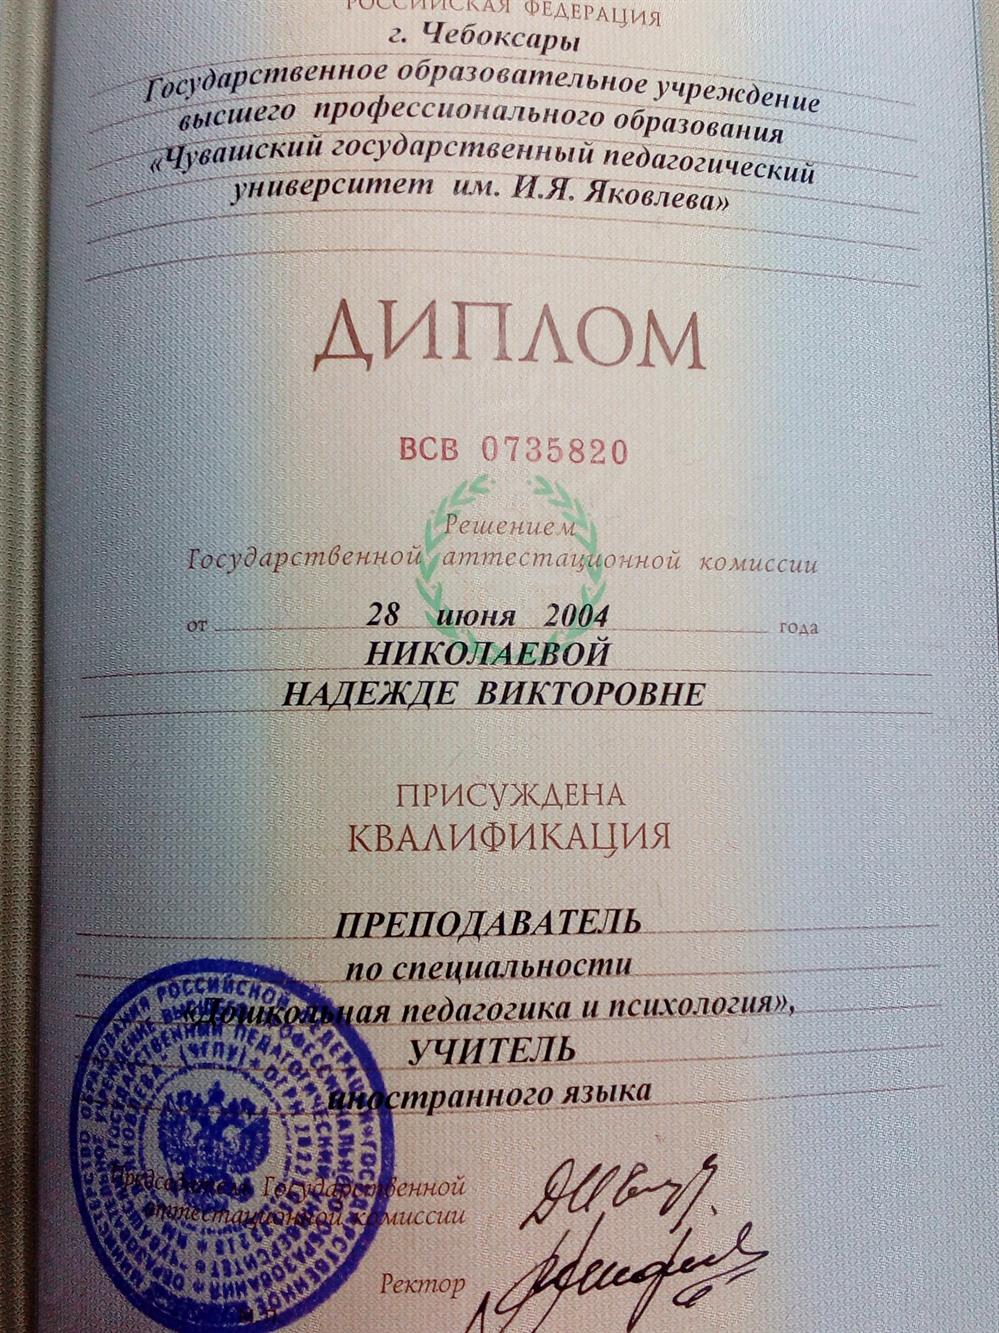 РОССИЙСКАЯ ФЕДЕРАЦИЯ
г. Чебоксары
Государственное образовательное учреждение
высшего профессионального образования
«Чувашский государственный педагогический
университет им. И.Я. Яковлева»
ДИПЛОМ
ВСВ 0735820
Решением
Государственной аттестационной комиссии
от 28 июня 2004 года
НИКОЛАЕВОЙ
НАДЕЖДЕ ВИКТОРОВНЕ
ПРИСУЖДЕНА
КВАЛИФИКАЦИЯ
ПРЕПОДАВАТЕЛЬ
по специальности
«Дошкольная педагогика и психология»,
УЧИТЕЛЬ
иностранного языка
Председатель Государственной
аттестационной комиссии
Ректор